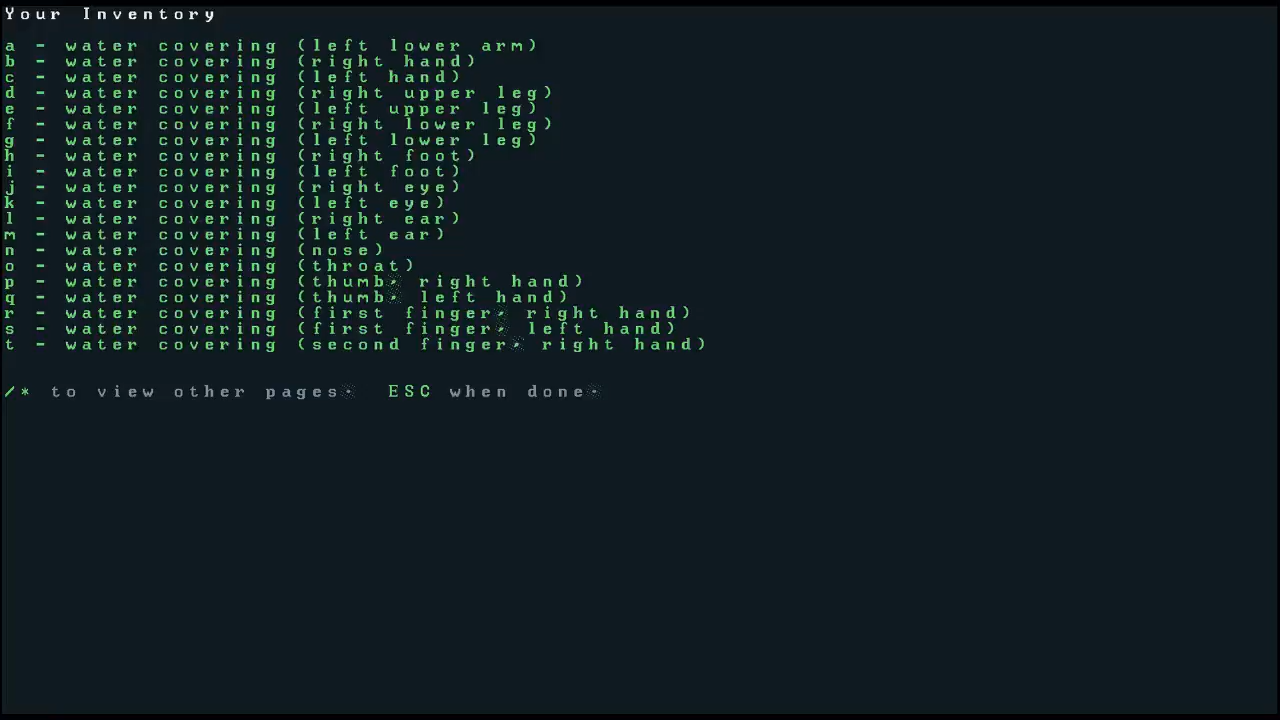 Your Inventory
a - water covering (left lower arm)
b - water covering (right hand)
c - water covering (left hand)
d - water covering (right upper leg)
e - water covering (left upper leg)
f - water covering (right lower leg)
g - water covering (left lower leg)
h - water covering (right foot)
i - water covering (left foot)
j - water covering (right eye)
k - water covering (left eye)
l - water covering (right ear)
m - water covering (left ear)
n - water covering (nose)
o - water covering (throat)
p - water covering (thumb, right hand)
q - water covering (thumb, left hand)
r - water covering (first finger, right hand)
s - water covering (first finger, left hand)
t - water covering (second finger, right hand)
/* to view other pages. ESC when done.